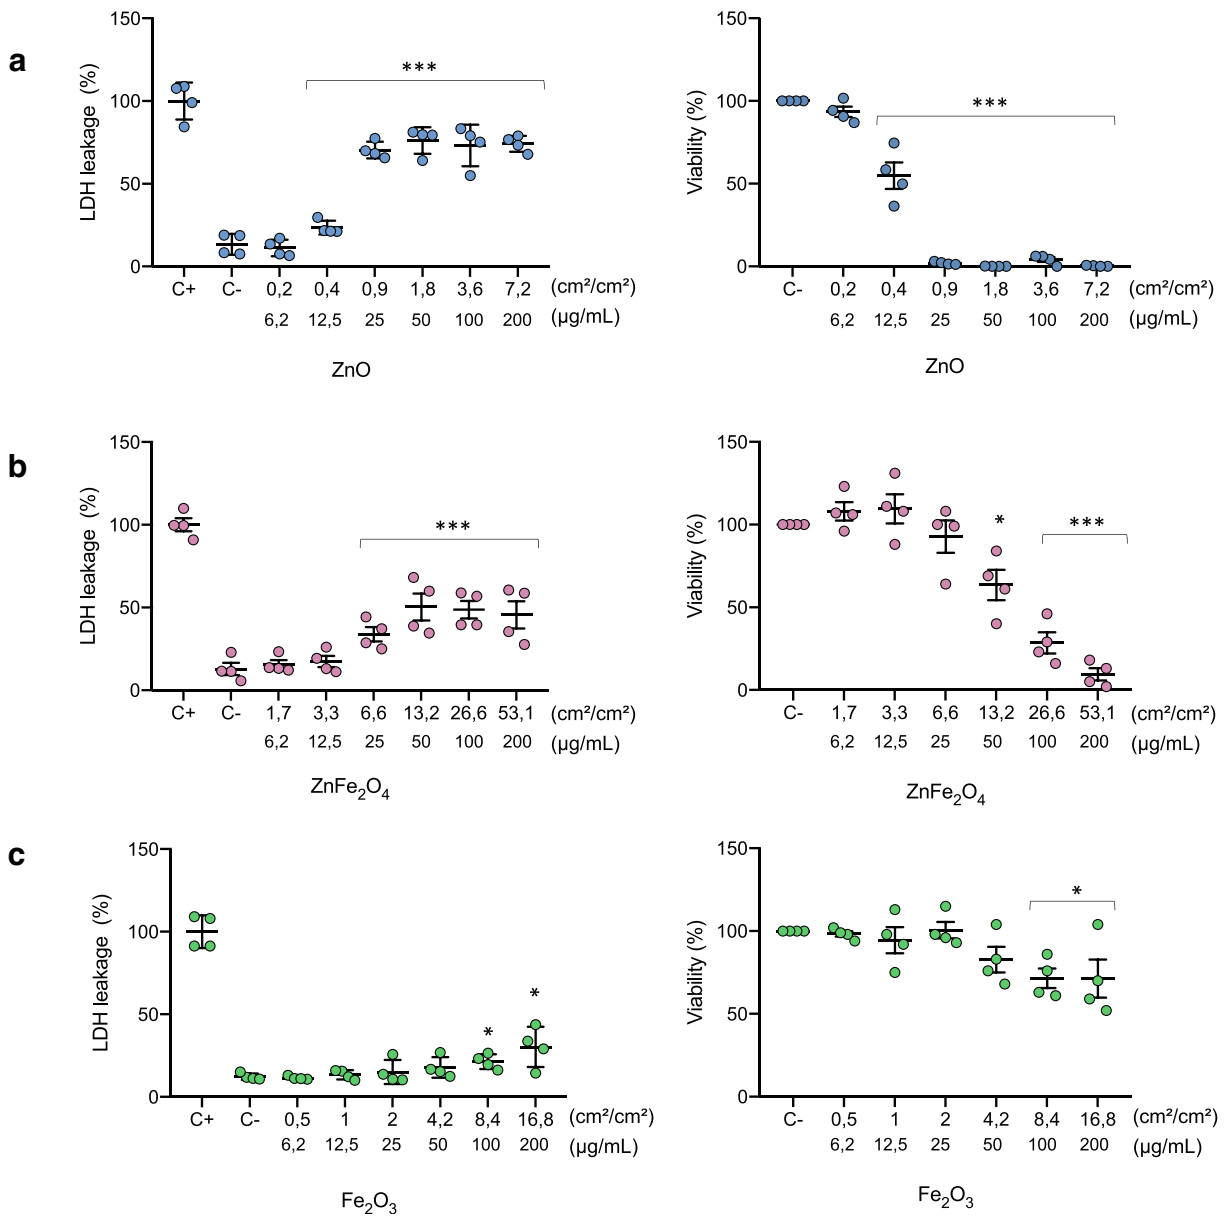 a
LDH leakage (%)
150
100
50
0
***
C+ C- 0,2 0,4 0,9 1,8 3,6 7,2 (cm²/cm²)
6,2 12,5 25 50 100 200 (µg/mL)
ZnO
Viability (%)
150
100
50
0
***
C- 0,2 0,4 0,9 1,8 3,6 7,2 (cm²/cm²)
6,2 12,5 25 50 100 200 (µg/mL)
ZnO
b
LDH leakage (%)
150
100
50
0
***
C+ C- 1,7 3,3 6,6 13,2 26,6 53,1 (cm²/cm²)
6,2 12,5 25 50 100 200 (µg/mL)
ZnFe₂O₄
Viability (%)
150
100
50
0
*
***
C- 1,7 3,3 6,6 13,2 26,6 53,1 (cm²/cm²)
6,2 12,5 25 50 100 200 (µg/mL)
ZnFe₂O₄
c
LDH leakage (%)
150
100
50
0
*
*
C+ C- 0,5 1 2 4,2 8,4 16,8 (cm²/cm²)
6,2 12,5 25 50 100 200 (µg/mL)
Fe₂O₃
Viability (%)
150
100
50
0
*
C- 0,5 1 2 4,2 8,4 16,8 (cm²/cm²)
6,2 12,5 25 50 100 200 (µg/mL)
Fe₂O₃